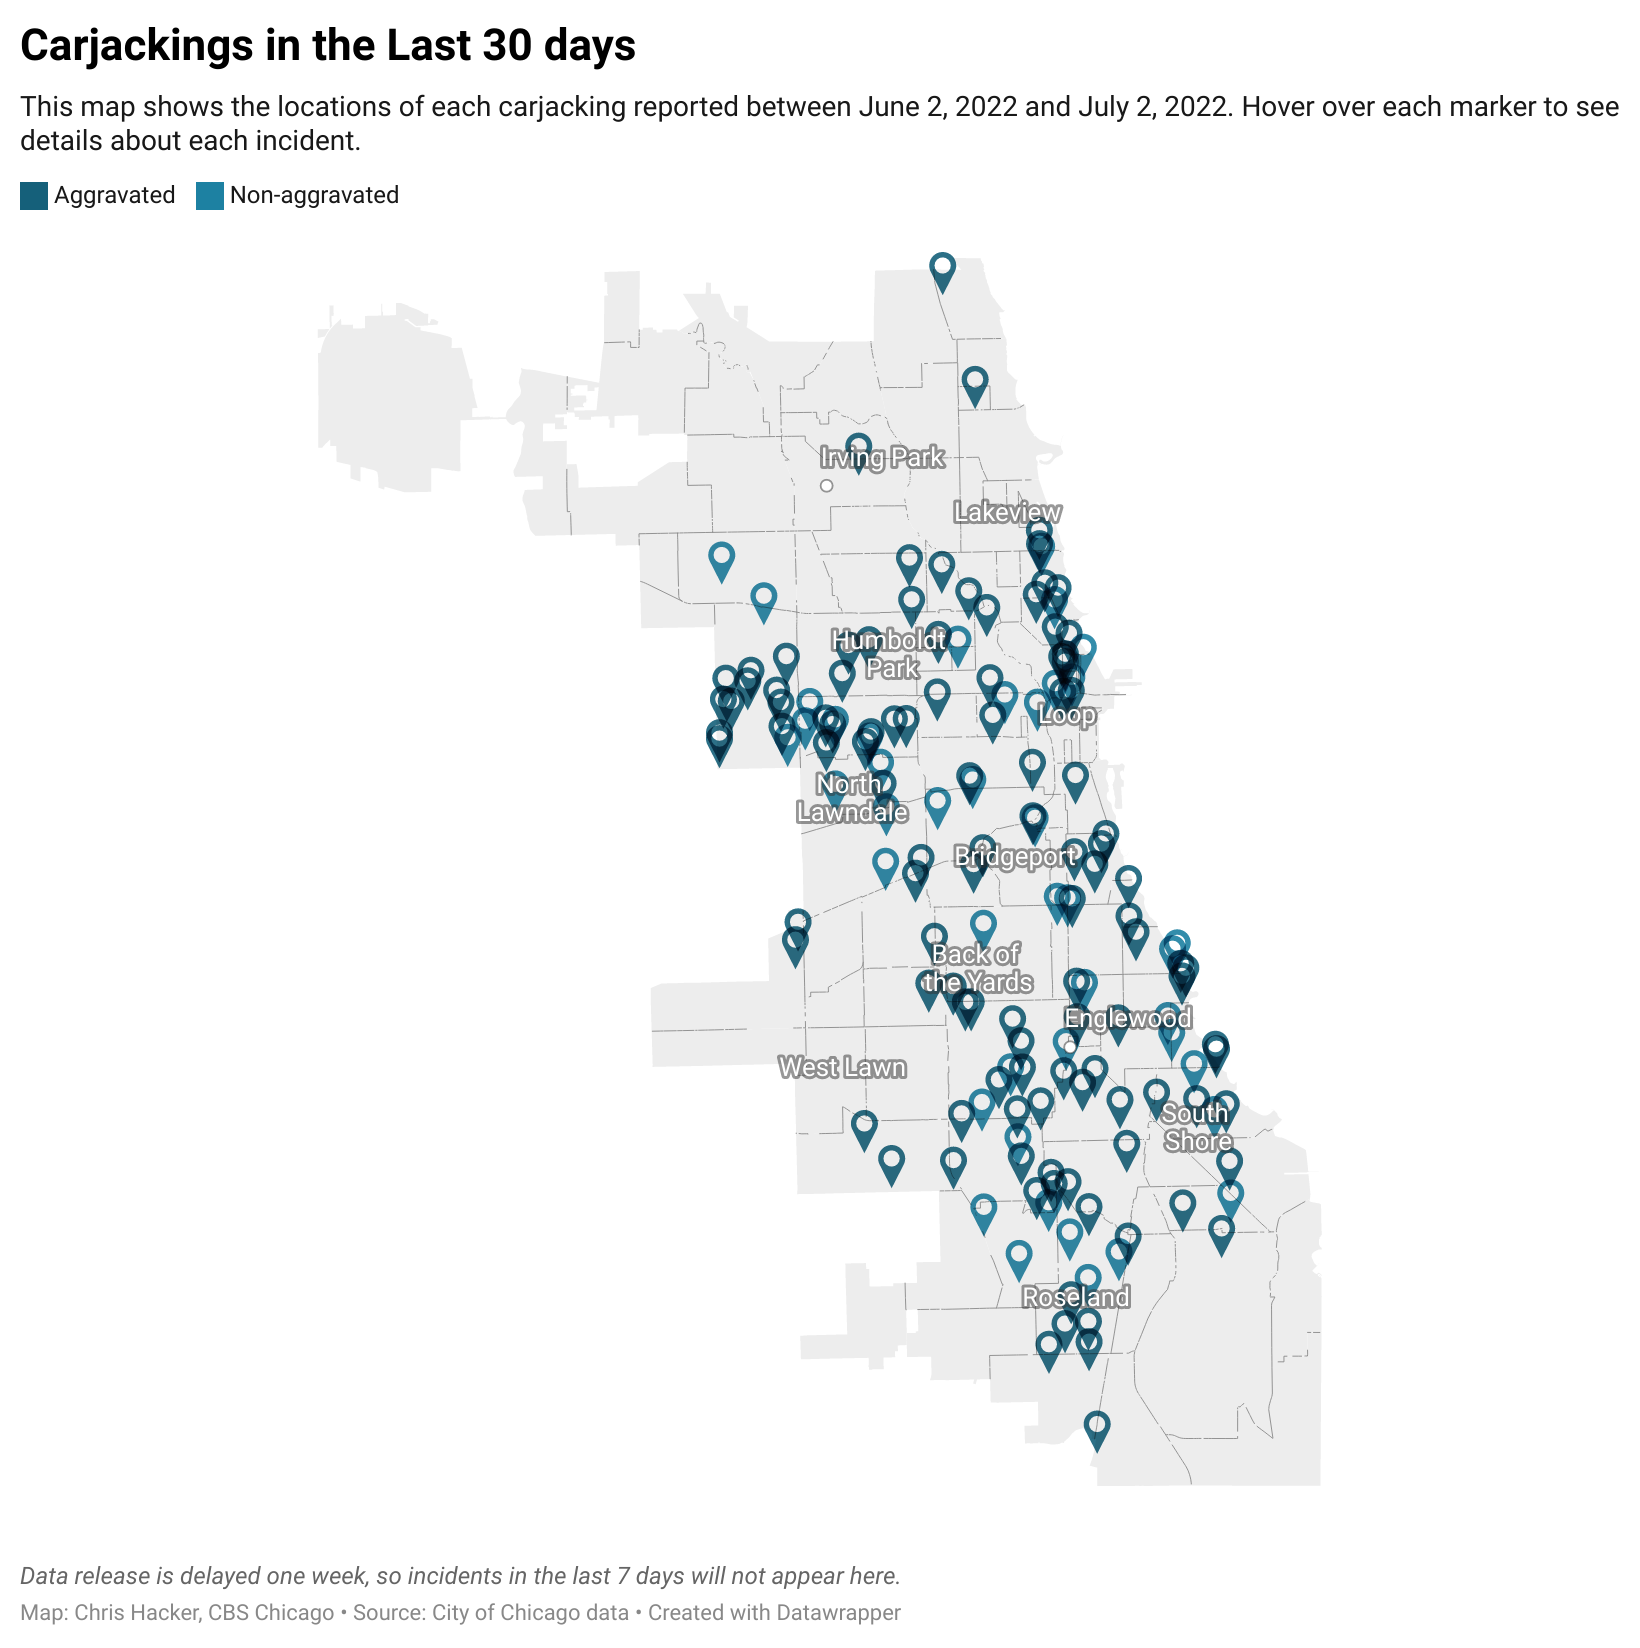 Carjackings in the Last 30 days
This map shows the locations of each carjacking reported between June 2, 2022 and July 2, 2022. Hover over each marker to see
details about each incident.
Aggravated Non-aggravated
Irving Park
Lakeview
Humboldt
Park
Loop
North
Lawndale
Bridgeport
Back of
the Yards
Englewood
West Lawn
South
Shore
Roseland
Data release is delayed one week, so incidents in the last 7 days will not appear here.
Map: Chris Hacker, CBS Chicago • Source: City of Chicago data • Created with Datawrapper